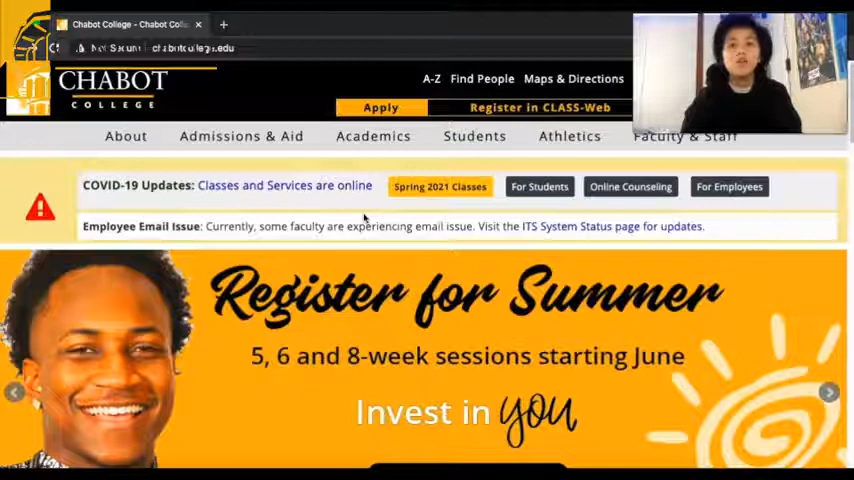 Chabot College - Chabot Coll
Not Secure chabotcollege.edu
CHABOT
COLLEGE
A-Z Find People Maps & Directions
Apply Register in CLASS-Web
About Admissions & Aid Academics Students Athletics Faculty & Staff
COVID-19 Updates: Classes and Services are online Spring 2021 Classes For Students Online Counseling For Employees
Employee Email Issue: Currently, some faculty are experiencing email issue. Visit the ITS System Status page for updates.
Register for Summer
5, 6 and 8-week sessions starting June
Invest in you